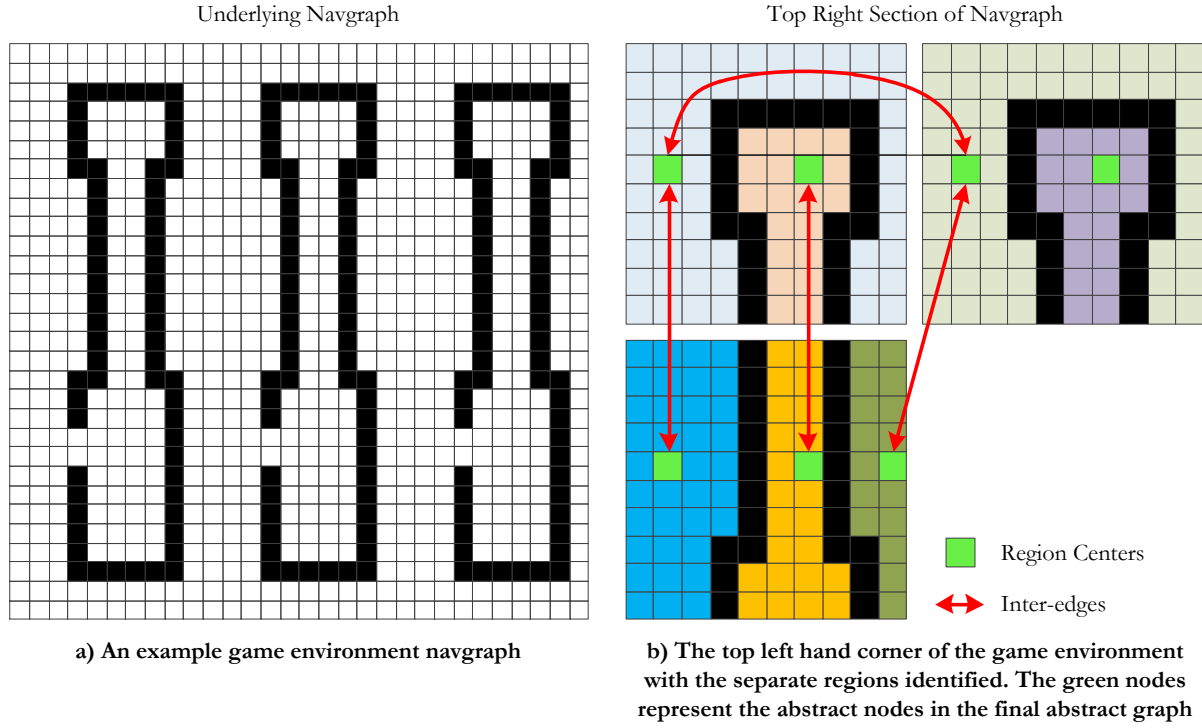 Underlying Navgraph
Top Right Section of Navgraph
Region Centers
Inter-edges
a) An example game environment navgraph
b) The top left hand corner of the game environment
with the separate regions identified. The green nodes
represent the abstract nodes in the final abstract graph